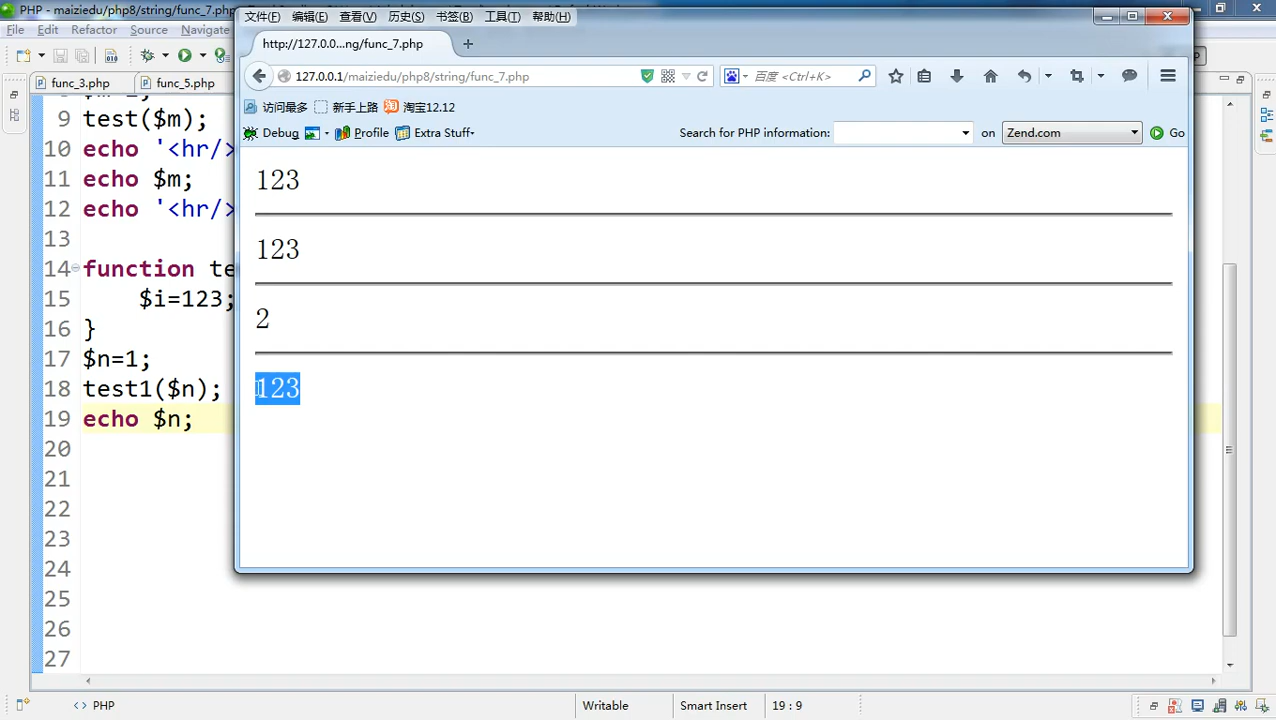 PHP - maiziedu/php8/string/func_7.php
File Edit Refactor Source Navigate
func_3.php func_5.php
9 test($m);
10 echo '<hr/>
11 echo $m;
12 echo '<hr/>
13
14 function te
15 $i=123;
16 }
17 $n=1;
18 test1($n);
19 echo $n;
20
21
22
23
24
25
26
27
PHP Writable Smart Insert 19 : 9
文件(F) 编辑(E) 查看(V) 历史(S) 书签(B) 工具(T) 帮助(H)
http://127.0.0...ng/func_7.php
127.0.0.1/maiziedu/php8/string/func_7.php
百度 <Ctrl+K>
访问最多 新手上路 淘宝12.12
Debug Profile Extra Stuff
Search for PHP information: on Zend.com Go
123
123
2
123